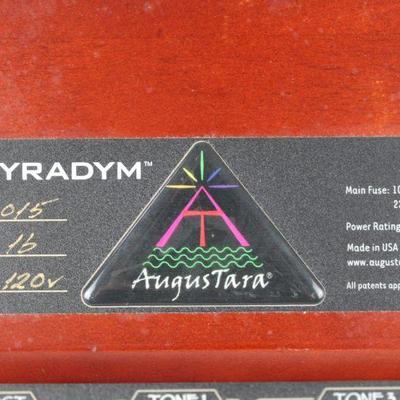 YRADYM™
015
16
120v
AT
AugusTara®
Main Fuse: 10
Power Rating
Made in USA
www.august
All patents app
TONE 1
TONE 3